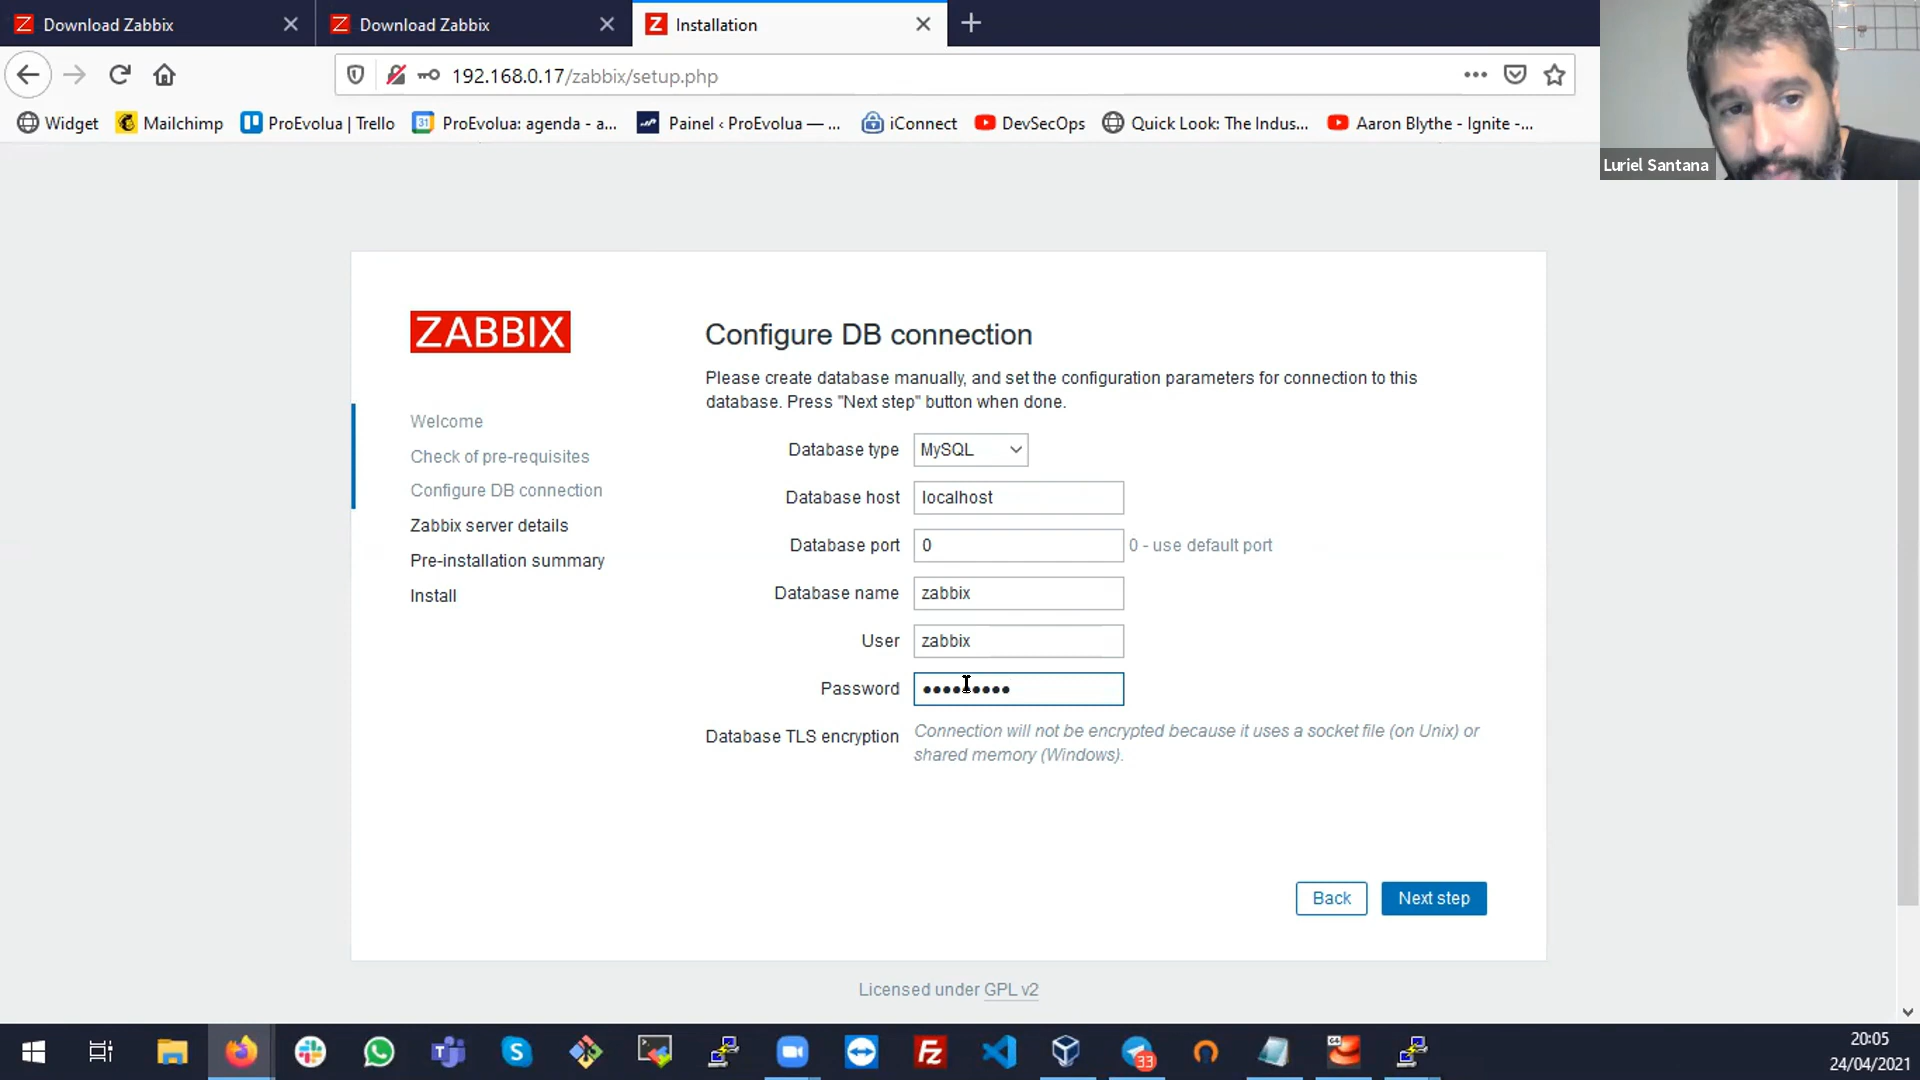 Download Zabbix
Download Zabbix
Installation
192.168.0.17/zabbix/setup.php
Widget
Mailchimp
ProEvolua | Trello
31
ProEvolua: agenda - a...
Painel ‹ ProEvolua — ...
iConnect
DevSecOps
Quick Look: The Indus...
Aaron Blythe - Ignite -...
Luriel Santana
ZABBIX
Welcome
Check of pre-requisites
Configure DB connection
Zabbix server details
Pre-installation summary
Install
Configure DB connection
Please create database manually, and set the configuration parameters for connection to this
database. Press "Next step" button when done.
Database type MySQL
Database host localhost
Database port 0 0 - use default port
Database name zabbix
User zabbix
Password •••••••••
Database TLS encryption Connection will not be encrypted because it uses a socket file (on Unix) or
shared memory (Windows).
Back Next step
Licensed under GPL v2
33
64
20:05
24/04/2021